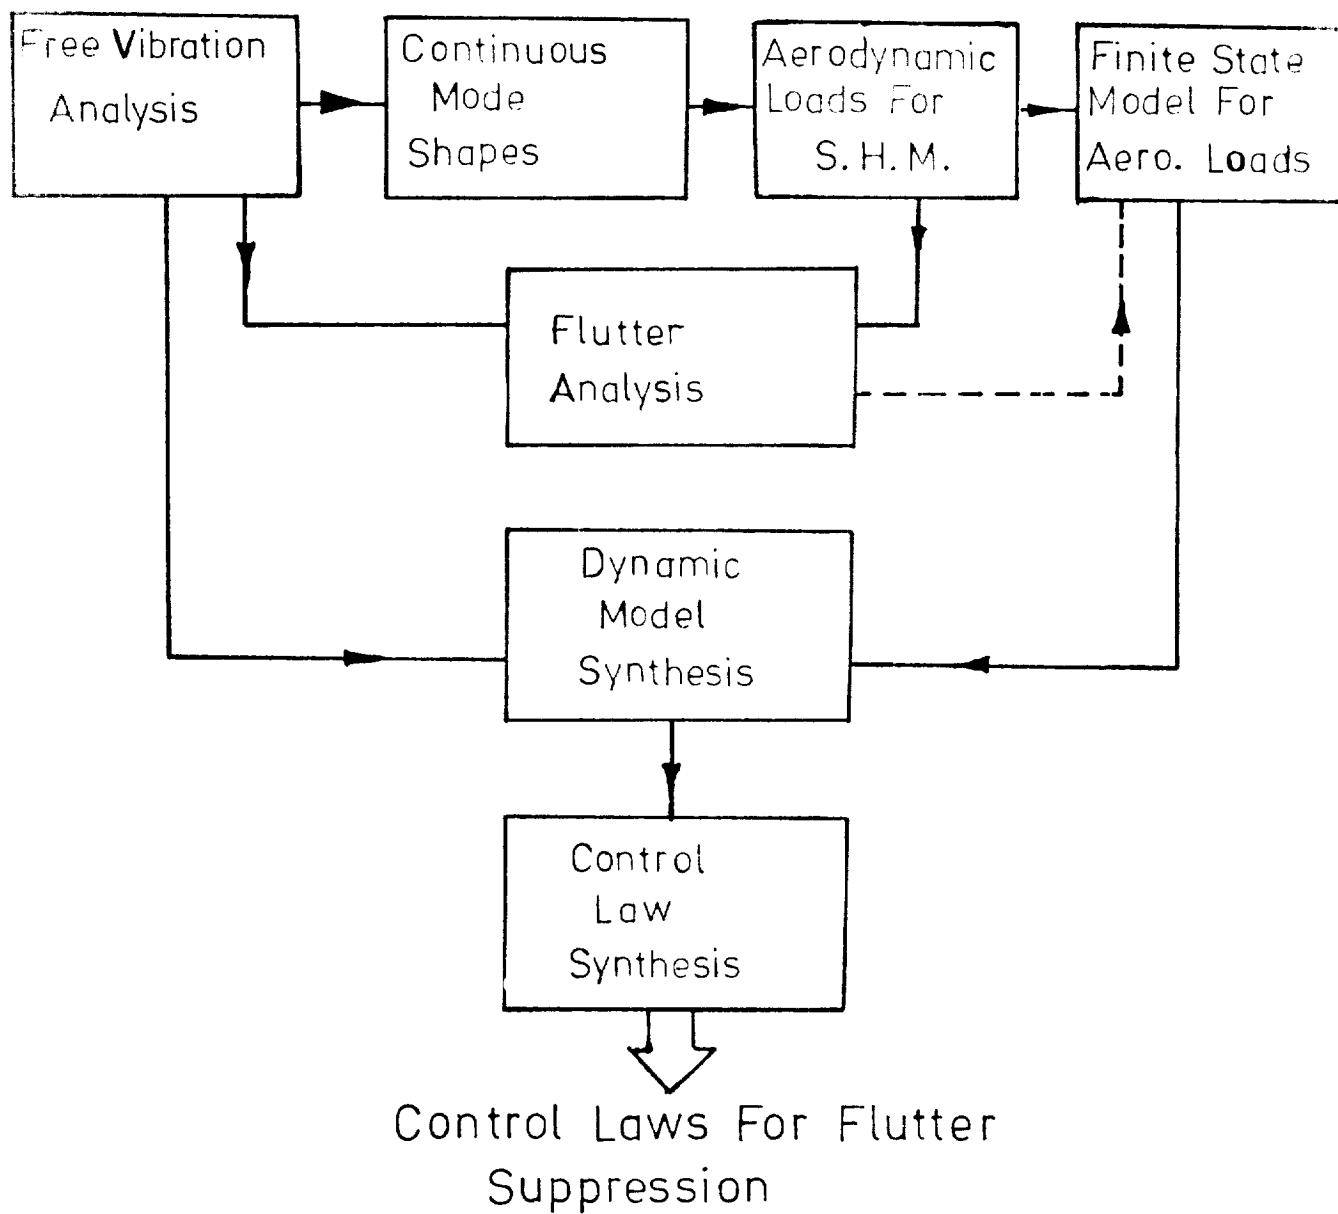 Free Vibration
Analysis
Continuous
Mode
Shapes
Aerodynamic
Loads For
S. H. M.
Finite State
Model For
Aero. Loads
Flutter
Analysis
Dynamic
Model
Synthesis
Control
Law
Synthesis
Control Laws For Flutter
Suppression